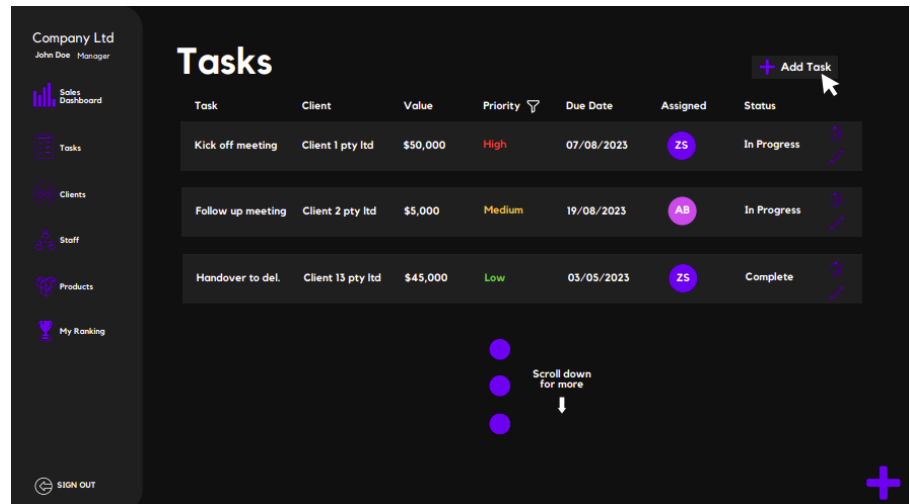 Company Ltd
John Doe Manager
Sales
Dashboard
Tasks
Clients
Staff
Products
My Ranking
SIGN OUT
Tasks
Add Task
Task Client Value Priority Due Date Assigned Status
Kick off meeting Client 1 pty ltd $50,000 High 07/08/2023 ZS In Progress
Follow up meeting Client 2 pty ltd $5,000 Medium 19/08/2023 AB In Progress
Handover to del. Client 13 pty ltd $45,000 Low 03/05/2023 ZS Complete
Scroll down
for more